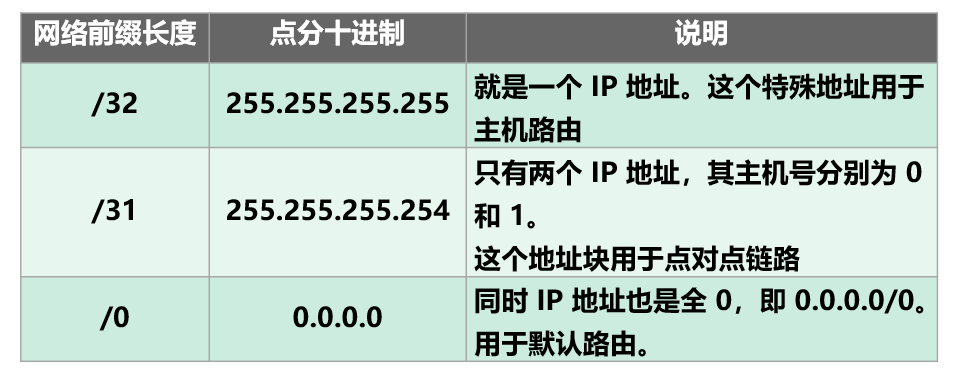 网络前缀长度 点分十进制 说明
/32 255.255.255.255 就是一个 IP 地址。这个特殊地址用于
主机路由
/31 255.255.255.254 只有两个 IP 地址，其主机号分别为 0
和 1。
这个地址块用于点对点链路
/0 0.0.0.0 同时 IP 地址也是全 0，即 0.0.0.0/0。
用于默认路由。